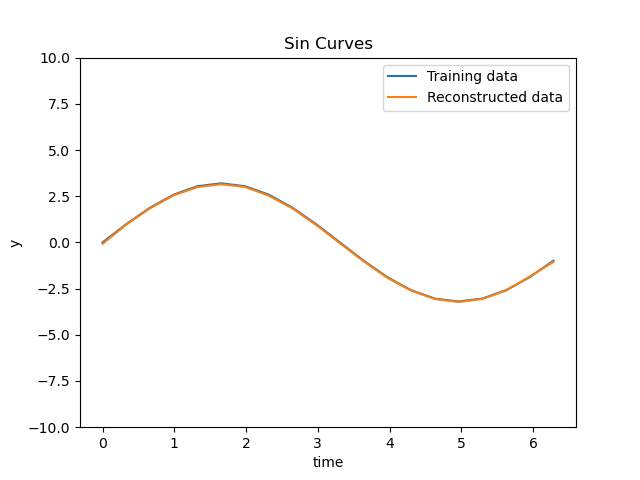 Sin Curves
Training data
Reconstructed data
10.0
7.5
5.0
2.5
0.0
−2.5
−5.0
−7.5
−10.0
y
0 1 2 3 4 5 6
time